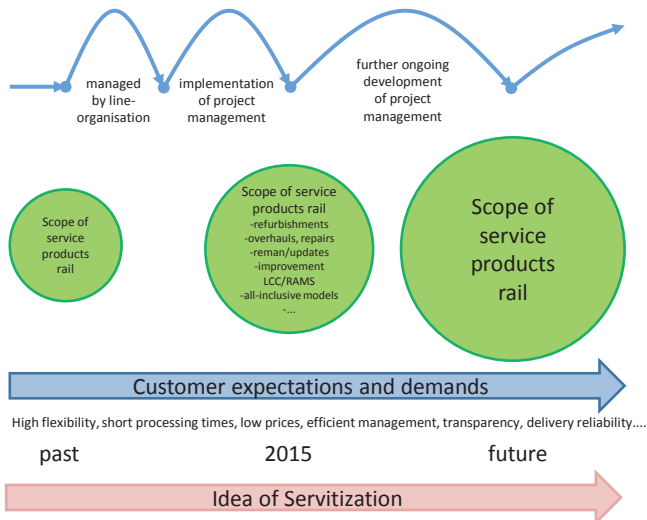 managed
by line-
organisation
implementation
of project
management
further ongoing
development
of project
management
Scope of
service
products
rail
Scope of service
products rail
-refurbishments
-overhauls, repairs
-reman/updates
-improvement
LCC/RAMS
-all-inclusive models
-...
Scope of
service
products
rail
Customer expectations and demands
High flexibility, short processing times, low prices, efficient management, transparency, delivery reliability....
past
2015
future
Idea of Servitization